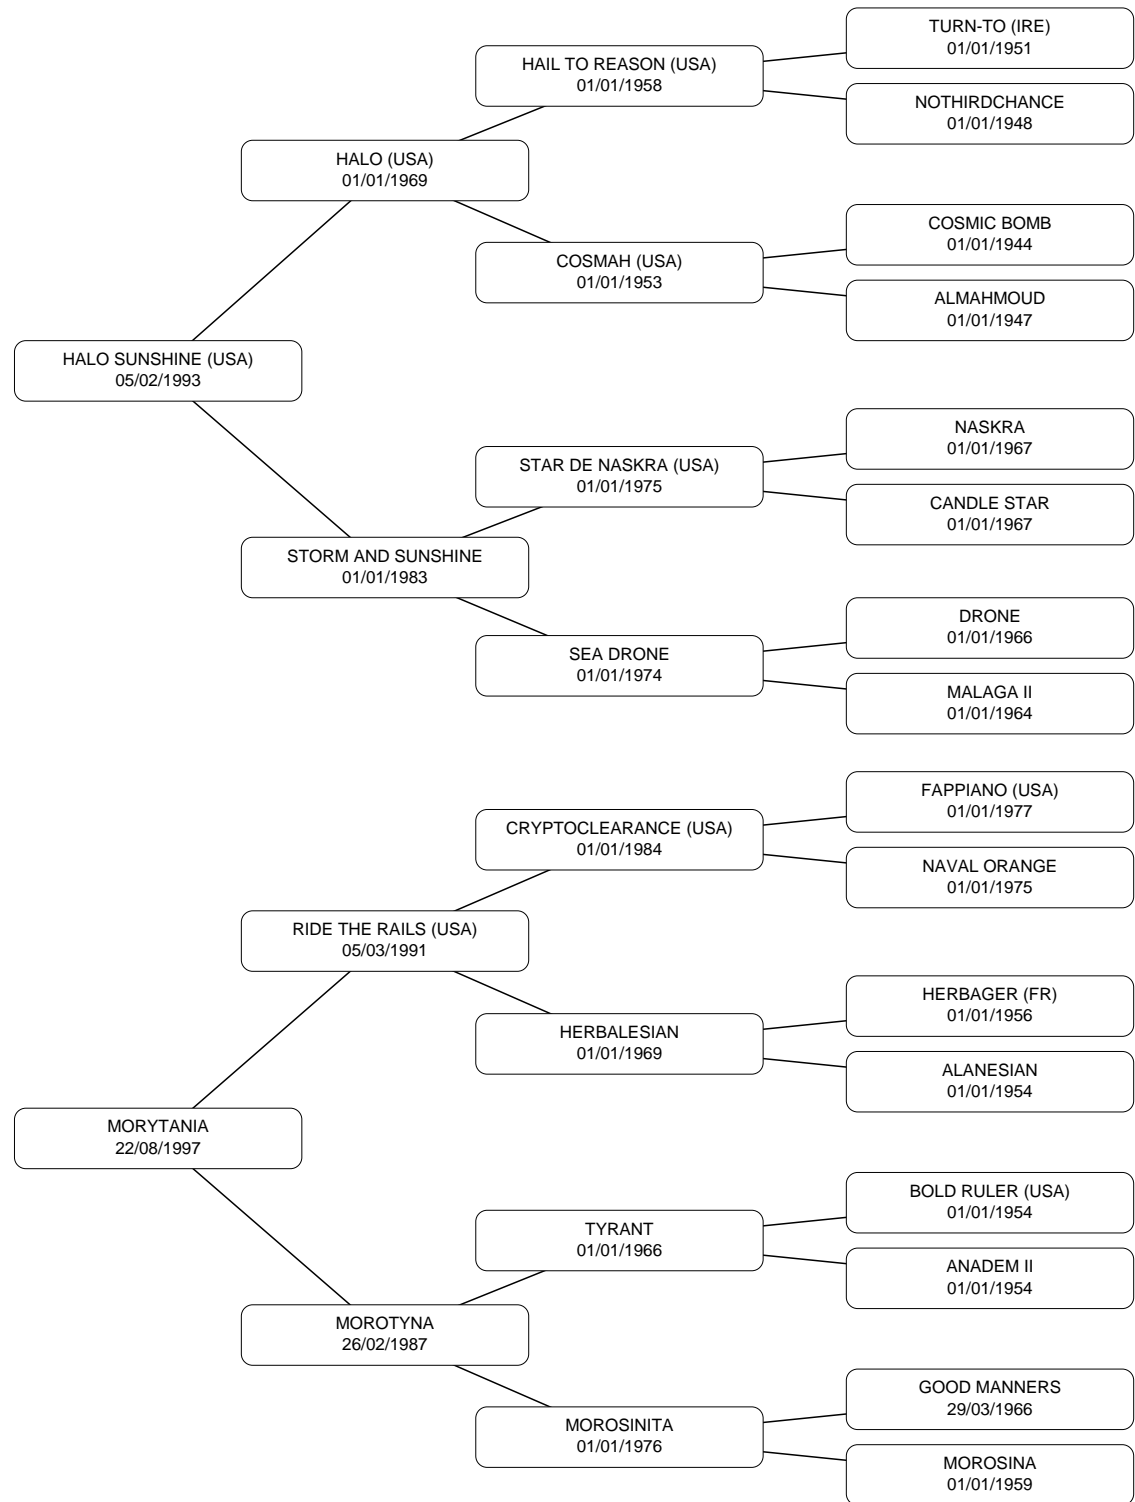 TURN-TO (IRE)
01/01/1951
HAIL TO REASON (USA)
01/01/1958
NOTHIRDCHANCE
01/01/1948
HALO (USA)
01/01/1969
COSMIC BOMB
01/01/1944
COSMAH (USA)
01/01/1953
ALMAHMOUD
01/01/1947
HALO SUNSHINE (USA)
05/02/1993
NASKRA
01/01/1967
STAR DE NASKRA (USA)
01/01/1975
CANDLE STAR
01/01/1967
STORM AND SUNSHINE
01/01/1983
DRONE
01/01/1966
SEA DRONE
01/01/1974
MALAGA II
01/01/1964
FAPPIANO (USA)
01/01/1977
CRYPTOCLEARANCE (USA)
01/01/1984
NAVAL ORANGE
01/01/1975
RIDE THE RAILS (USA)
05/03/1991
HERBAGER (FR)
01/01/1956
HERBALESIAN
01/01/1969
ALANESIAN
01/01/1954
MORYTANIA
22/08/1997
BOLD RULER (USA)
01/01/1954
TYRANT
01/01/1966
ANADEM II
01/01/1954
MOROTYNA
26/02/1987
GOOD MANNERS
29/03/1966
MOROSINITA
01/01/1976
MOROSINA
01/01/1959